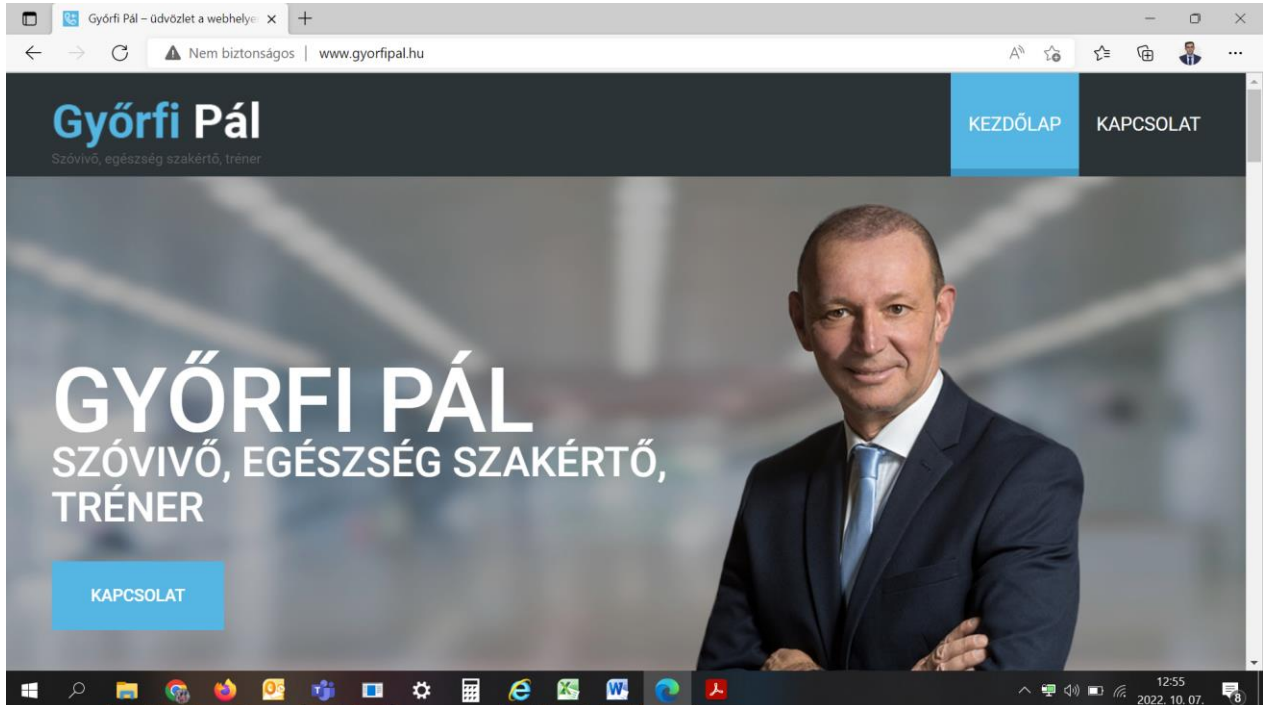 Győrfi Pál – üdvözlet a webhelye
Nem biztonságos | www.gyorfipal.hu
Győrfi Pál
Szóvivő, egészség szakértő, tréner
KEZDŐLAP
KAPCSOLAT
GYŐRFI PÁL
SZÓVIVŐ, EGÉSZSÉG SZAKÉRTŐ,
TRÉNER
KAPCSOLAT
12:55
2022. 10. 07.
8